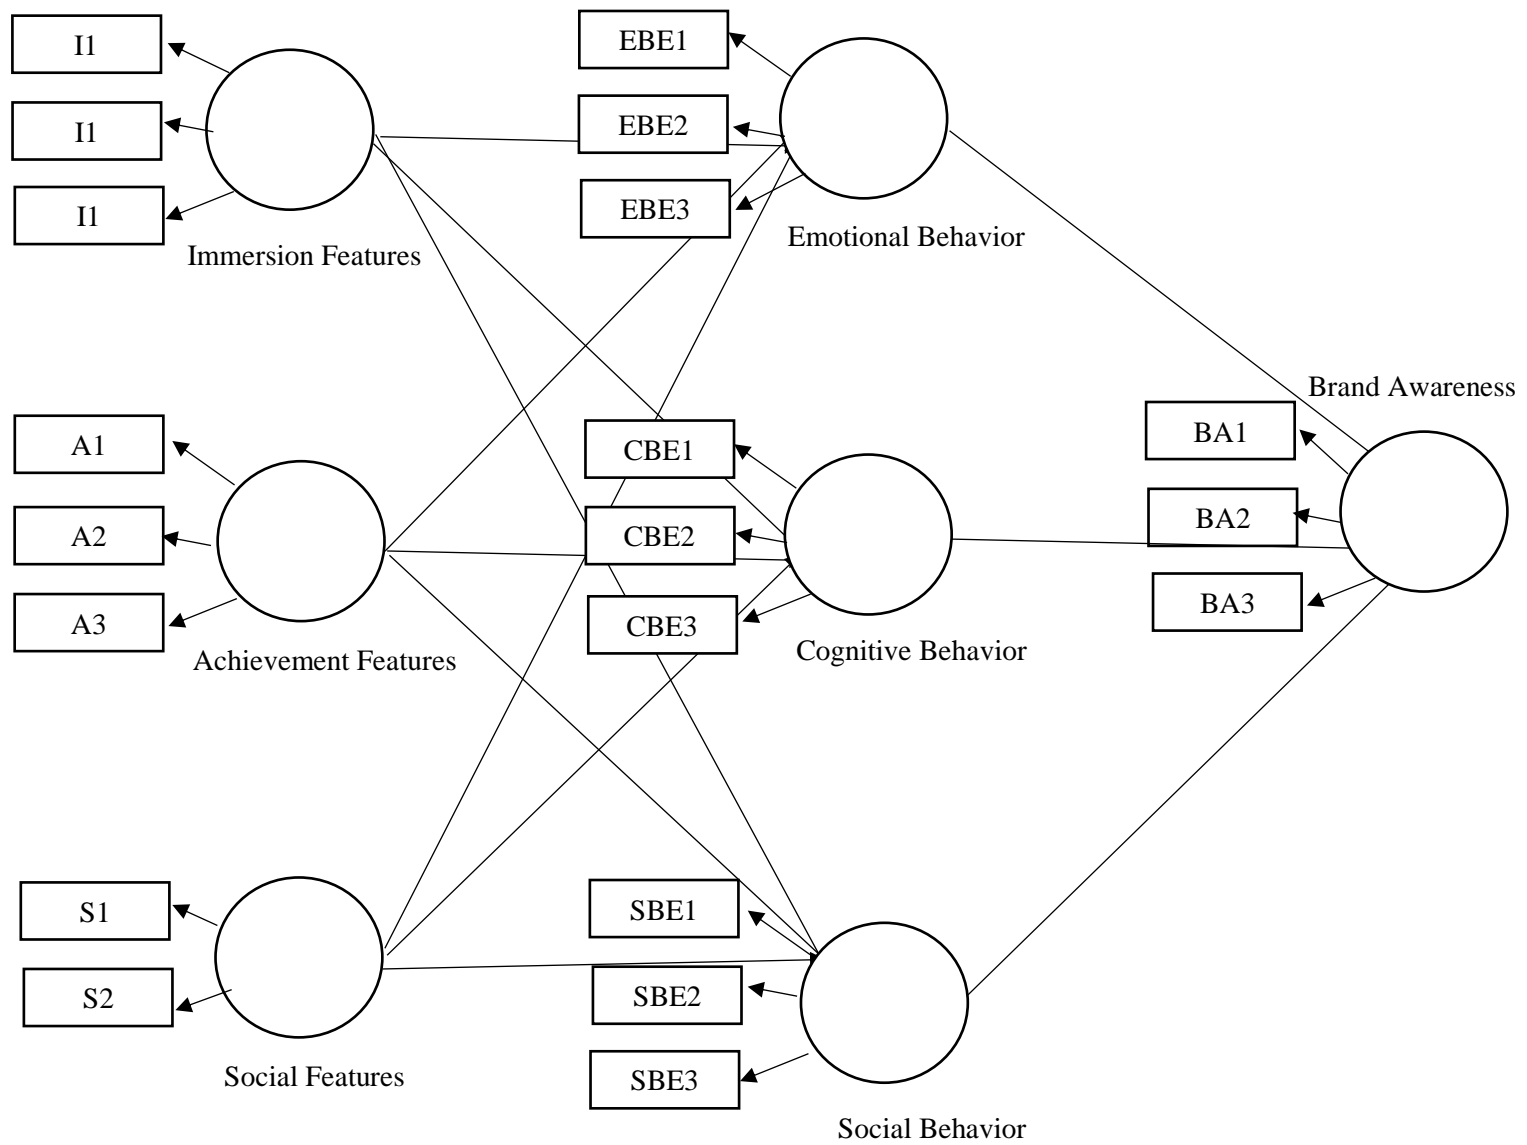 I1
I1
I1
Immersion Features
EBE1
EBE2
EBE3
Emotional Behavior
A1
A2
A3
Achievement Features
CBE1
CBE2
CBE3
Cognitive Behavior
Brand Awareness
BA1
BA2
BA3
S1
S2
Social Features
SBE1
SBE2
SBE3
Social Behavior